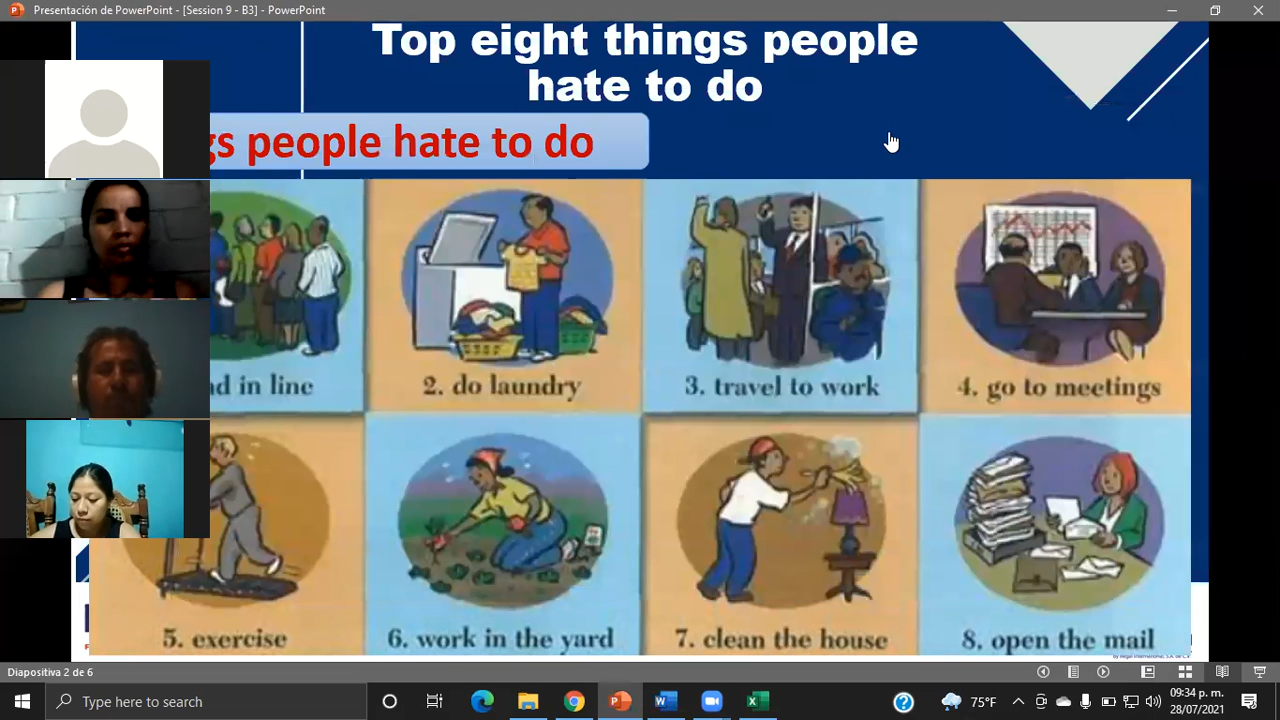 Presentación de PowerPoint - [Session 9 - B3] - PowerPoint
Top eight things people
hate to do
gs people hate to do
nd in line
2. do laundry
3. travel to work
4. go to meetings
5. exercise
6. work in the yard
7. clean the house
8. open the mail
Diapositiva 2 de 6
Type here to search
75°F
09:34 p. m.
28/07/2021